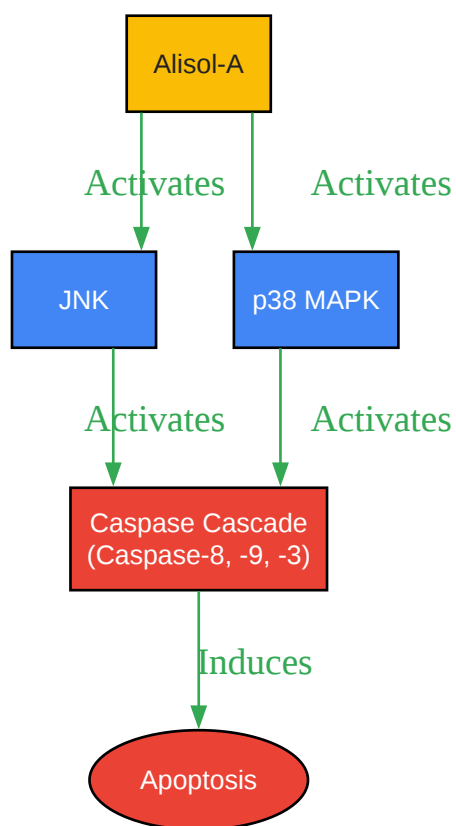 Alisol-A
Activates
Activates
JNK
p38 MAPK
Activates
Activates
Caspase Cascade
(Caspase-8, -9, -3)
Induces
Apoptosis